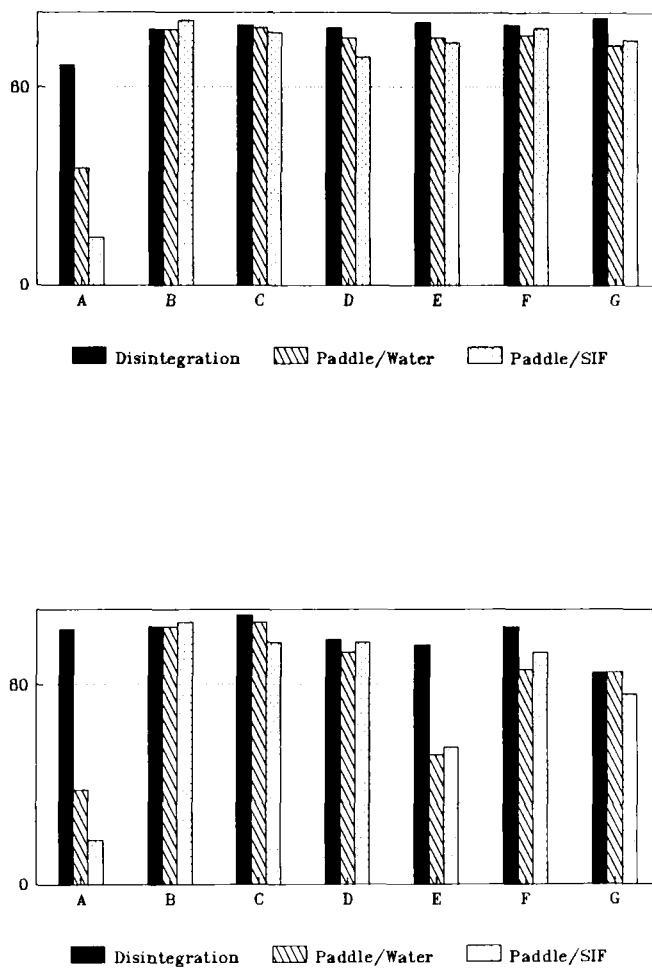 80
0
A B C D E F G
Disintegration Paddle/Water Paddle/SIF
80
0
A B C D E F G
Disintegration Paddle/Water Paddle/SIF